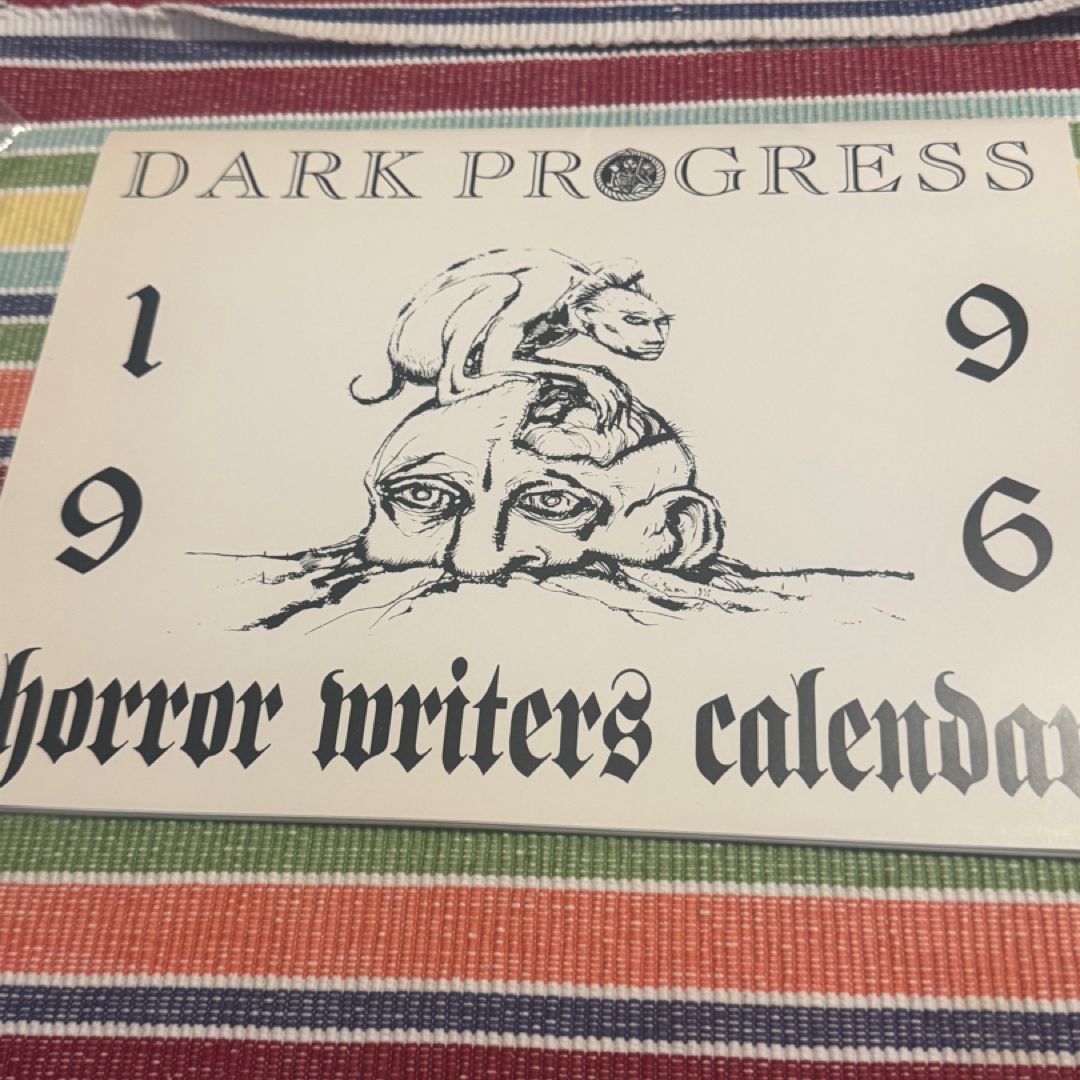 DARK PROGRESS
1 9
9 6
horror writers calendar